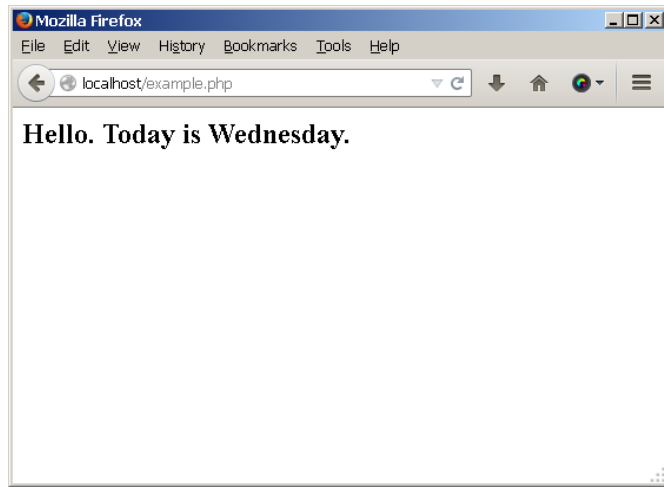 Mozilla Firefox
File Edit View History Bookmarks Tools Help
localhost/example.php
Hello. Today is Wednesday.